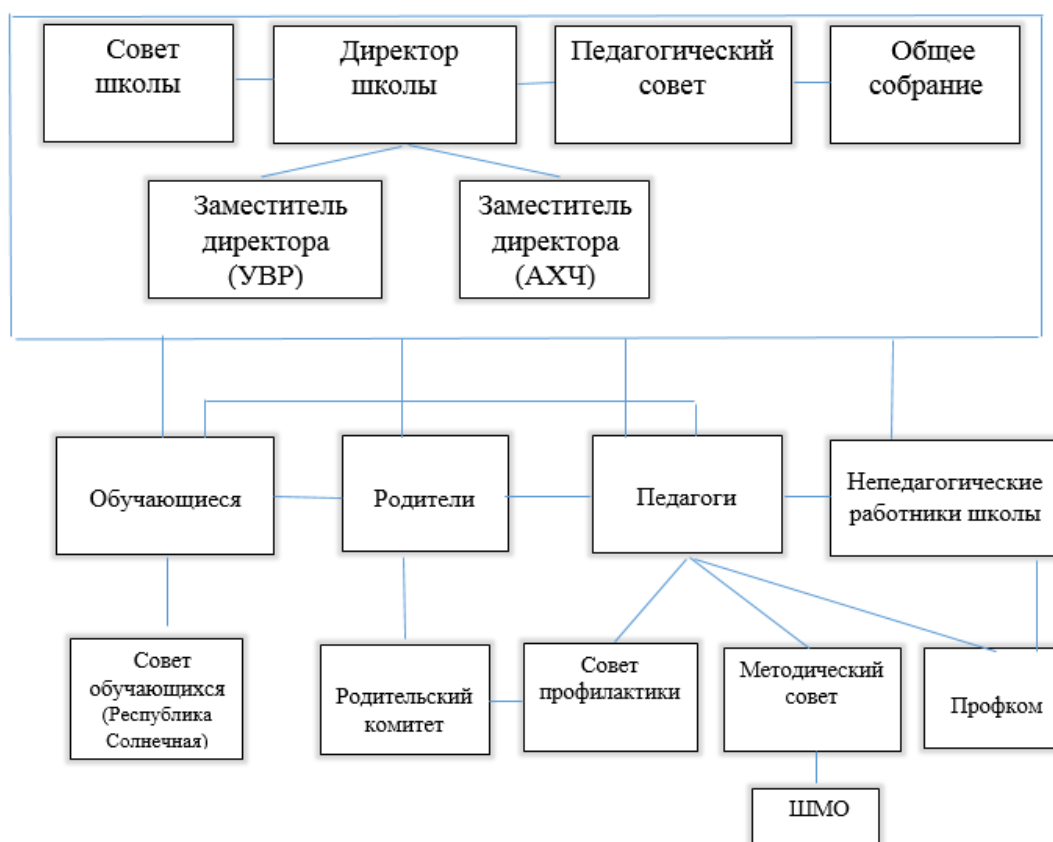 Совет
школы
Директор
школы
Педагогический
совет
Общее
собрание
Заместитель
директора
(УВР)
Заместитель
директора
(АХЧ)
Обучающиеся
Родители
Педагоги
Непедагогические
работники школы
Совет
обучающихся
(Республика
Солнечная)
Родительский
комитет
Совет
профилактики
Методический
совет
Профком
ШМО